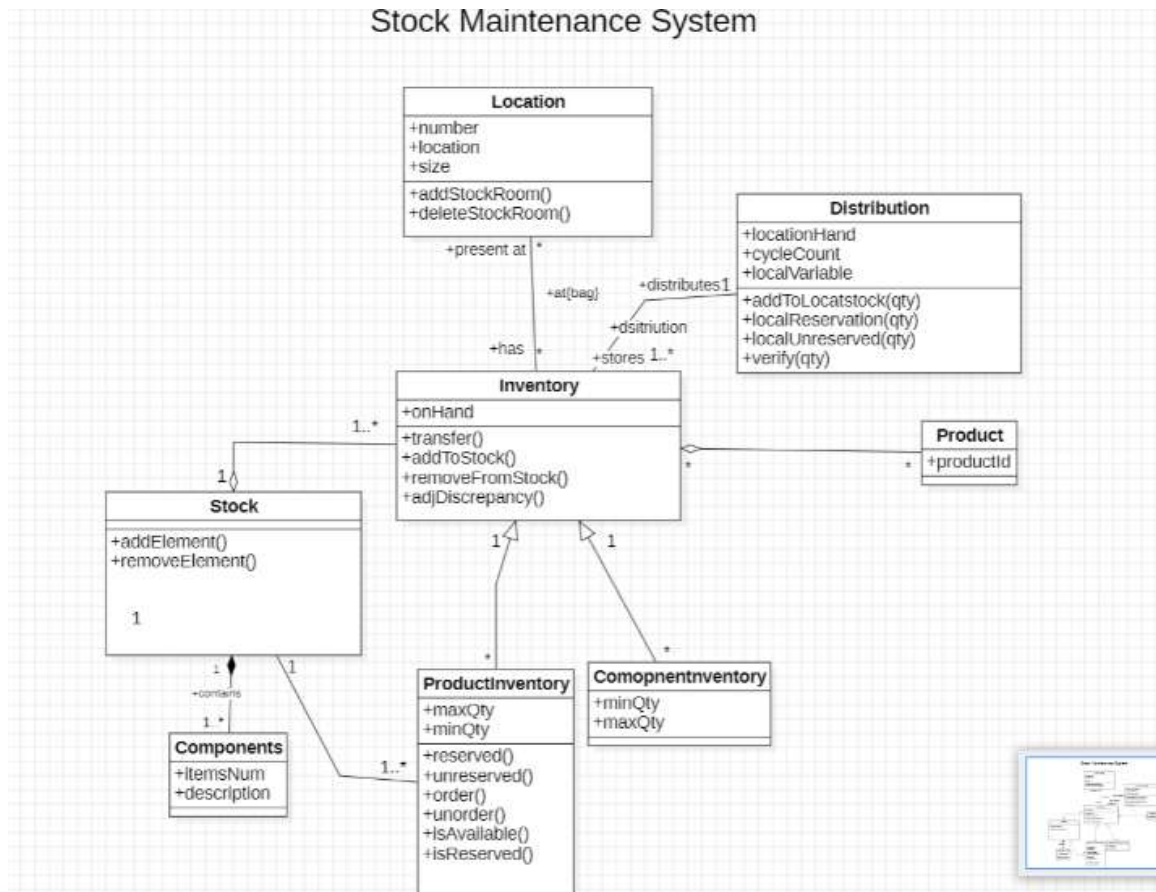 Stock Maintenance System
Location
+number
+location
+size
+addStockRoom()
+deleteStockRoom()
+present at *
+at{bag}
+has *
Distribution
+locationHand
+cycleCount
+localVariable
+addToLocatstock(qty)
+localReservation(qty)
+localUnreserved(qty)
+verify(qty)
+distributes 1
+dsitriution
+stores 1..*
Inventory
+onHand
+transfer()
+addToStock()
+removeFromStock()
+adjDiscrepancy()
1..*
1
*
*
Product
+productId
Stock
+addElement()
+removeElement()
1
1
1
1
+contains
1..*
Components
+itemsNum
+description
1
1..*
*
*
ProductInventory
+maxQty
+minQty
+reserved()
+unreserved()
+order()
+unorder()
+isAvailable()
+isReserved()
Comopnentnventory
+minQty
+maxQty